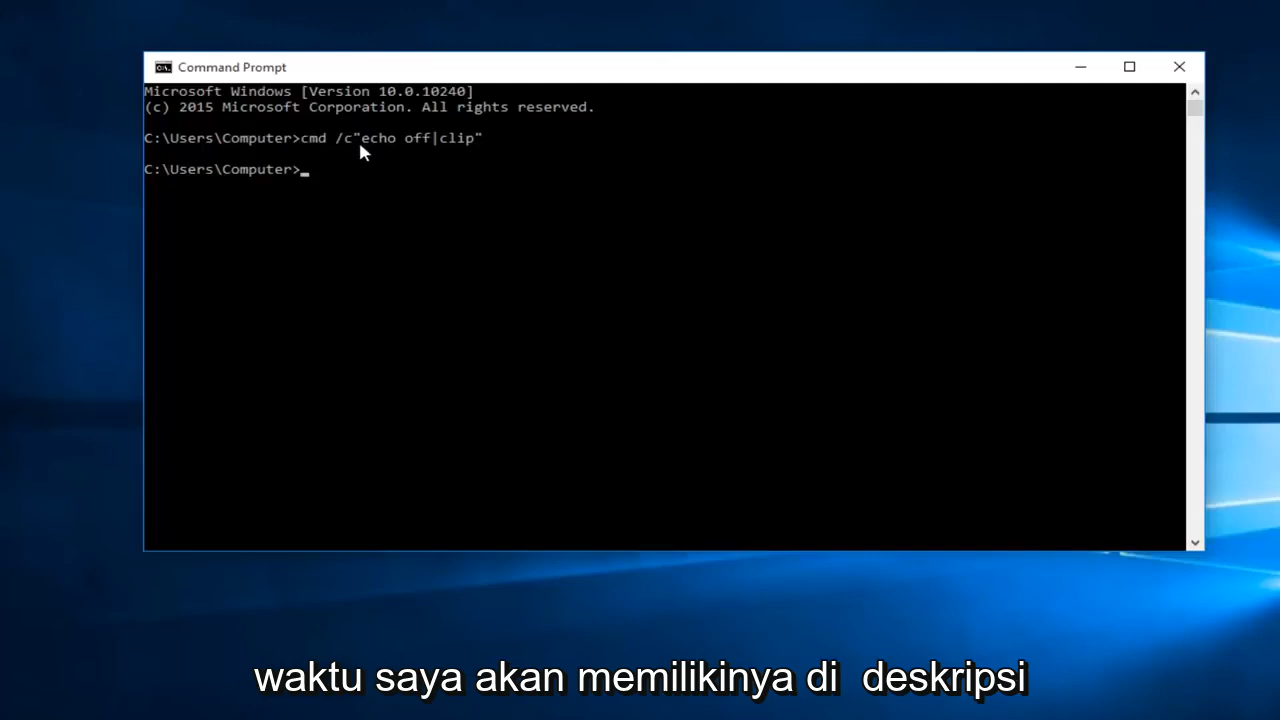 Command Prompt
Microsoft Windows [Version 10.0.10240]
(c) 2015 Microsoft Corporation. All rights reserved.
C:\Users\Computer>cmd /c"echo off|clip"
C:\Users\Computer>_
waktu saya akan memilikinya di deskripsi